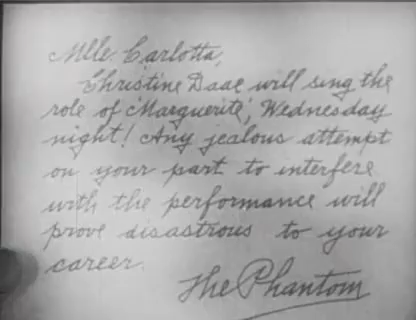 Mlle. Carlotta,
Christine Daae will sing the
role of 'Marguerite', Wednesday
night! Any jealous attempt
on your part to interfere
with the performance will
prove disastrous to your
career.
The Phantom